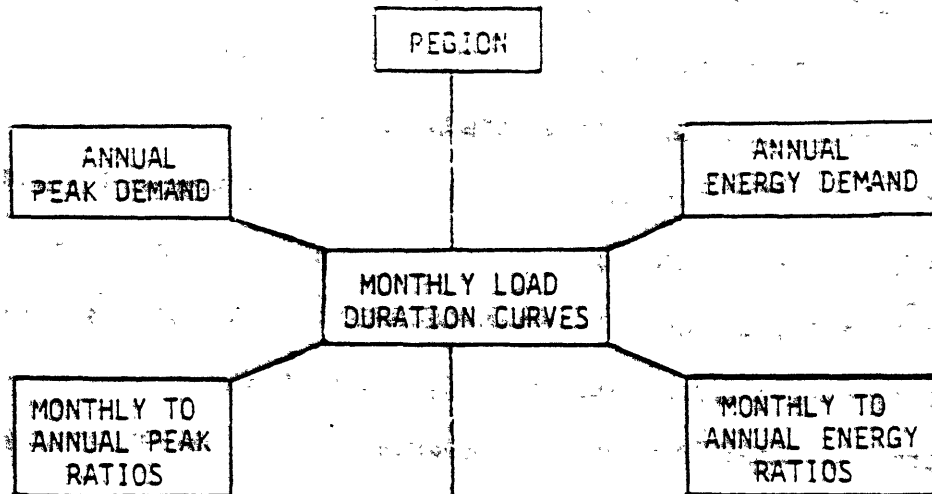 REGION
ANNUAL
PEAK DEMAND
ANNUAL
ENERGY DEMAND
MONTHLY LOAD
DURATION CURVES
MONTHLY TO
ANNUAL PEAK
RATIOS
MONTHLY TO
ANNUAL ENERGY
RATIOS